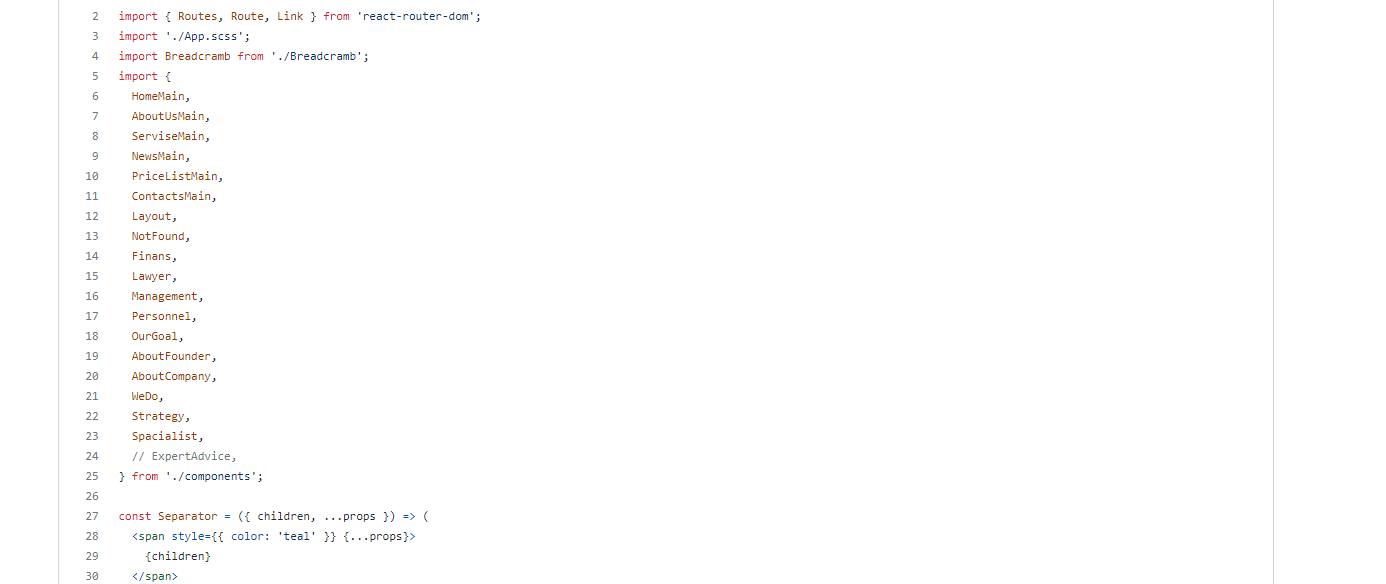 2 import { Routes, Route, Link } from 'react-router-dom';
3 import './App.scss';
4 import Breadcramb from './Breadcramb';
5 import {
6 HomeMain,
7 AboutUsMain,
8 ServiseMain,
9 NewsMain,
10 PriceListMain,
11 ContactsMain,
12 Layout,
13 NotFound,
14 Finans,
15 Lawyer,
16 Management,
17 Personnel,
18 OurGoal,
19 AboutFounder,
20 AboutCompany,
21 WeDo,
22 Strategy,
23 Spacialist,
24 // ExpertAdvice,
25 } from './components';
26
27 const Separator = ({ children, ...props }) => (
28 <span style={{ color: 'teal' }} {...props}>
29 {children}
30 </span>